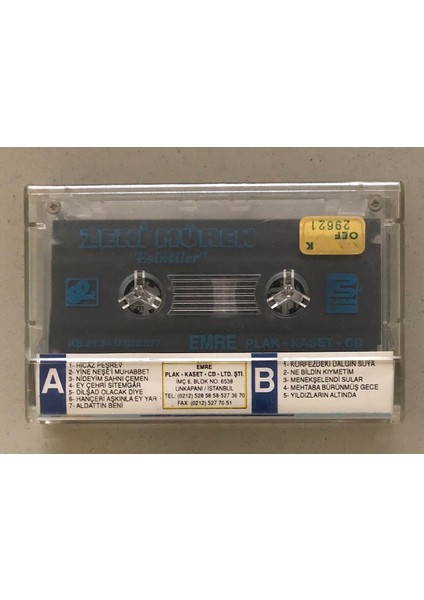 ZEKİ MÜREN
"Esintiler"
K
OEF
29621
EMRE PLAK - KASET - CD
A
1- HİCAZ PEŞREV
2- YİNE NEŞE'İ MUHABBET
3- NİDEYİM SAHNI ÇEMEN
4- EY ÇEHRİ SİTEMGÂR
5- DİLŞAD OLACAK DİYE
6- HANÇERİ AŞKINLA EY YAR
7- ALDATTIN BENİ
EMRE
PLAK - KASET - CD - LTD. ŞTİ.
İMÇ 6. BLOK NO: 6538
UNKAPANI / İSTANBUL
TEL: (0212) 528 58 58-527 36 70
FAX: (0212) 527 70 51
B
1- KÖRFEZDEKİ DALGIN SUYA
2- NE BİLDİN KIYMETİM
3- MENEKŞELENDİ SULAR
4- MEHTABA BÜRÜNMÜŞ GECE
5- YILDIZLARIN ALTINDA